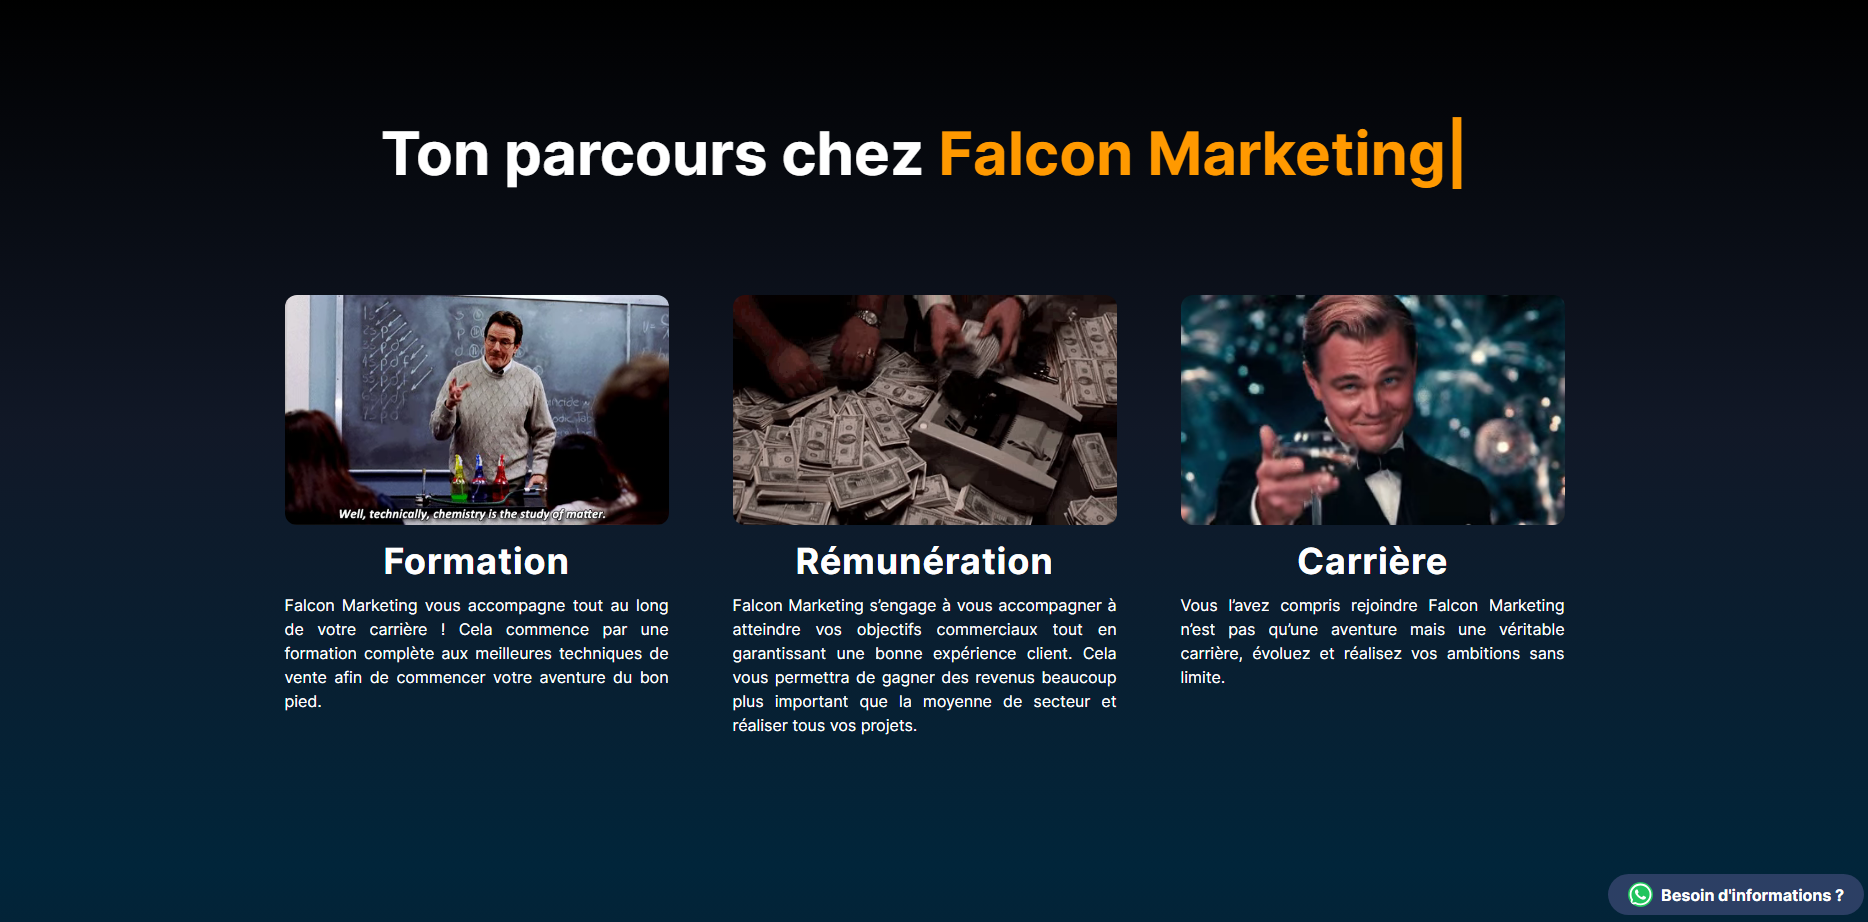 Ton parcours chez Falcon Marketing|
Well, technically, chemistry is the study of matter.
Formation
Falcon Marketing vous accompagne tout au long
de votre carrière ! Cela commence par une
formation complète aux meilleures techniques de
vente afin de commencer votre aventure du bon
pied.
Rémunération
Falcon Marketing s’engage à vous accompagner à
atteindre vos objectifs commerciaux tout en
garantissant une bonne expérience client. Cela
vous permettra de gagner des revenus beaucoup
plus important que la moyenne de secteur et
réaliser tous vos projets.
Carrière
Vous l’avez compris rejoindre Falcon Marketing
n’est pas qu’une aventure mais une véritable
carrière, évoluez et réalisez vos ambitions sans
limite.
Besoin d'informations ?